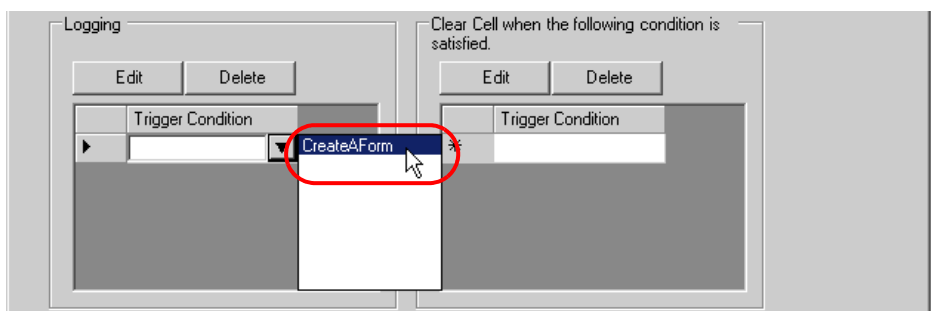 Logging
Edit
Delete
Trigger Condition
CreateAForm
Clear Cell when the following condition is
satisfied.
Edit
Delete
Trigger Condition